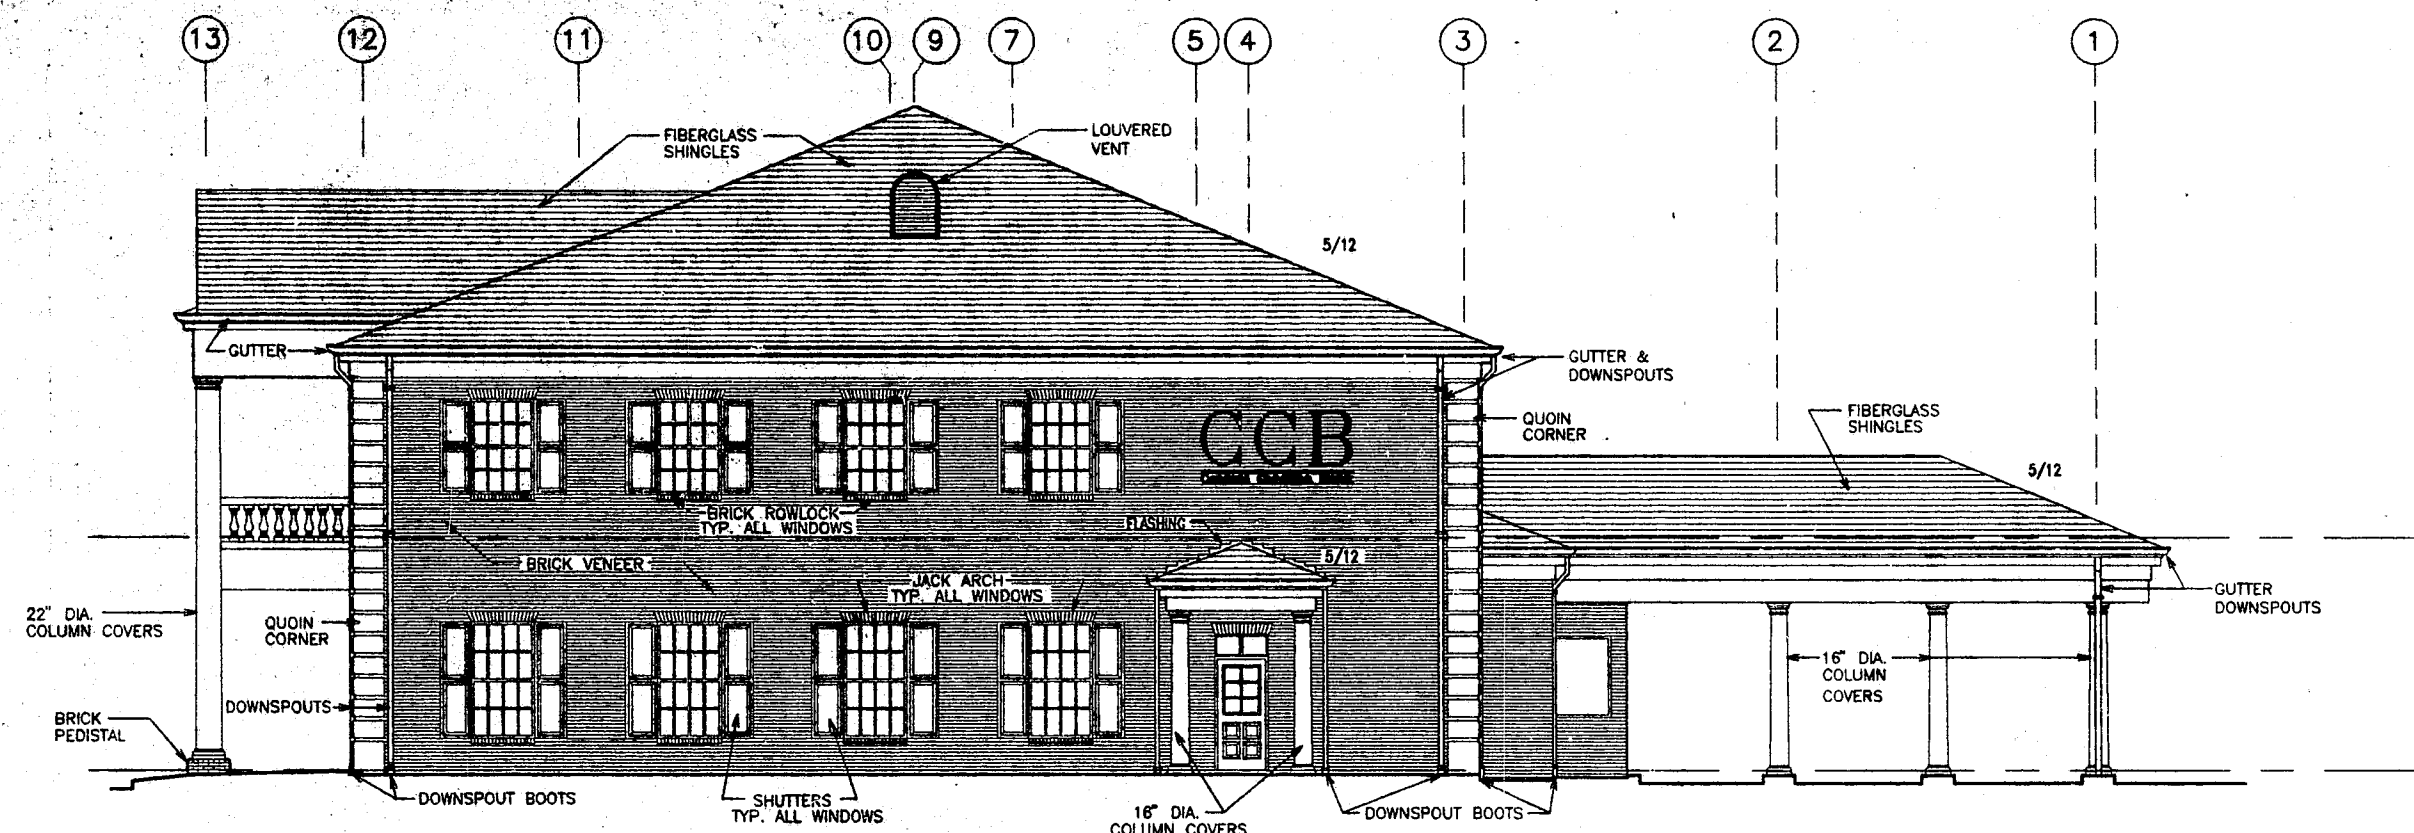 13
12
11
10
9
7
5
4
3
2
1
FIBERGLASS
SHINGLES
LOUVERED
VENT
5/12
GUTTER
GUTTER &
DOWNSPOUTS
QUOIN
CORNER
FIBERGLASS
SHINGLES
5/12
CCB
BRICK ROWLOCK
TYP. ALL WINDOWS
FLASHING
5/12
BRICK VENEER
JACK ARCH
TYP. ALL WINDOWS
22" DIA.
COLUMN COVERS
QUOIN
CORNER
GUTTER
DOWNSPOUTS
16" DIA.
COLUMN
COVERS
DOWNSPOUTS
BRICK
PEDISTAL
DOWNSPOUT BOOTS
SHUTTERS
TYP. ALL WINDOWS
16" DIA.
COLUMN COVERS
DOWNSPOUT BOOTS